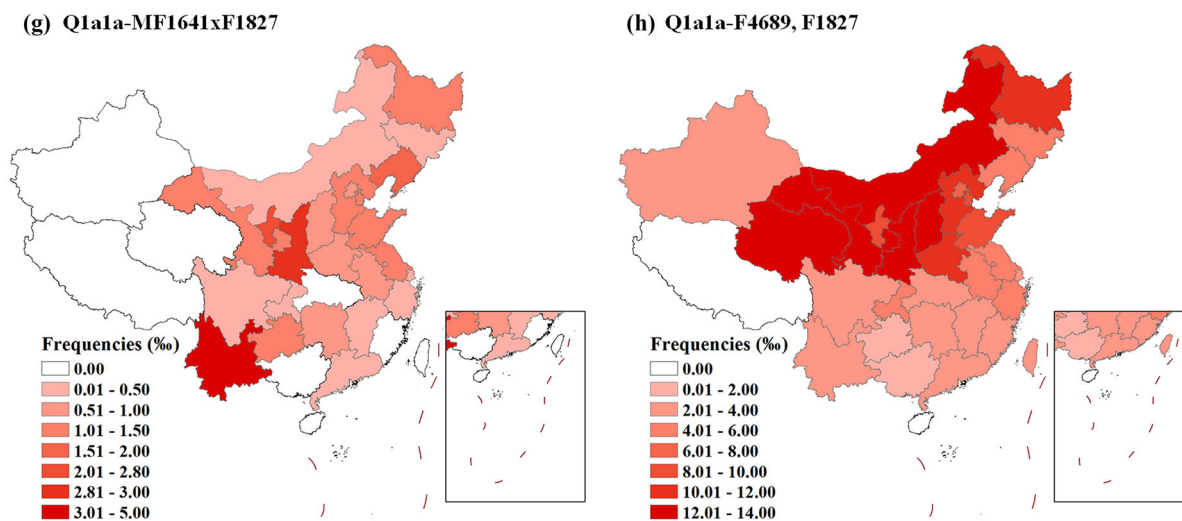 (g) Q1a1a-MF1641xF1827
Frequencies (‰)
0.00
0.01 - 0.50
0.51 - 1.00
1.01 - 1.50
1.51 - 2.00
2.01 - 2.80
2.81 - 3.00
3.01 - 5.00
(h) Q1a1a-F4689, F1827
Frequencies (‰)
0.00
0.01 - 2.00
2.01 - 4.00
4.01 - 6.00
6.01 - 8.00
8.01 - 10.00
10.01 - 12.00
12.01 - 14.00